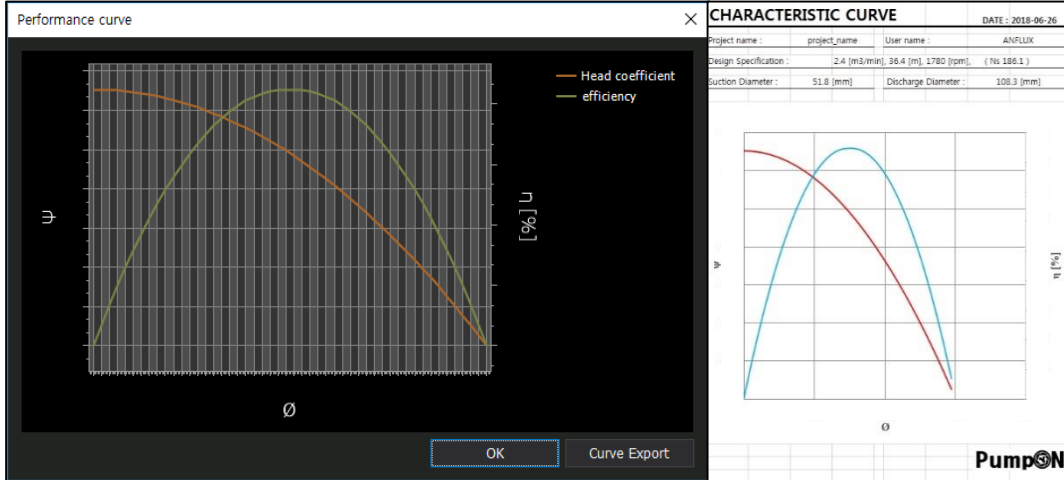 Performance curve
Head coefficient
efficiency
ψ
η [%]
Ø
OK
Curve Export
CHARACTERISTIC CURVE
DATE : 2018-06-26
Project name : project_name User name : ANFLUX
Design Specification : 2.4 [m3/min], 36.4 [m], 1780 [rpm], ( Ns 186.1 )
Suction Diameter : 51.8 [mm] Discharge Diameter : 108.3 [mm]
ψ
η [%]
Ø
PumpON